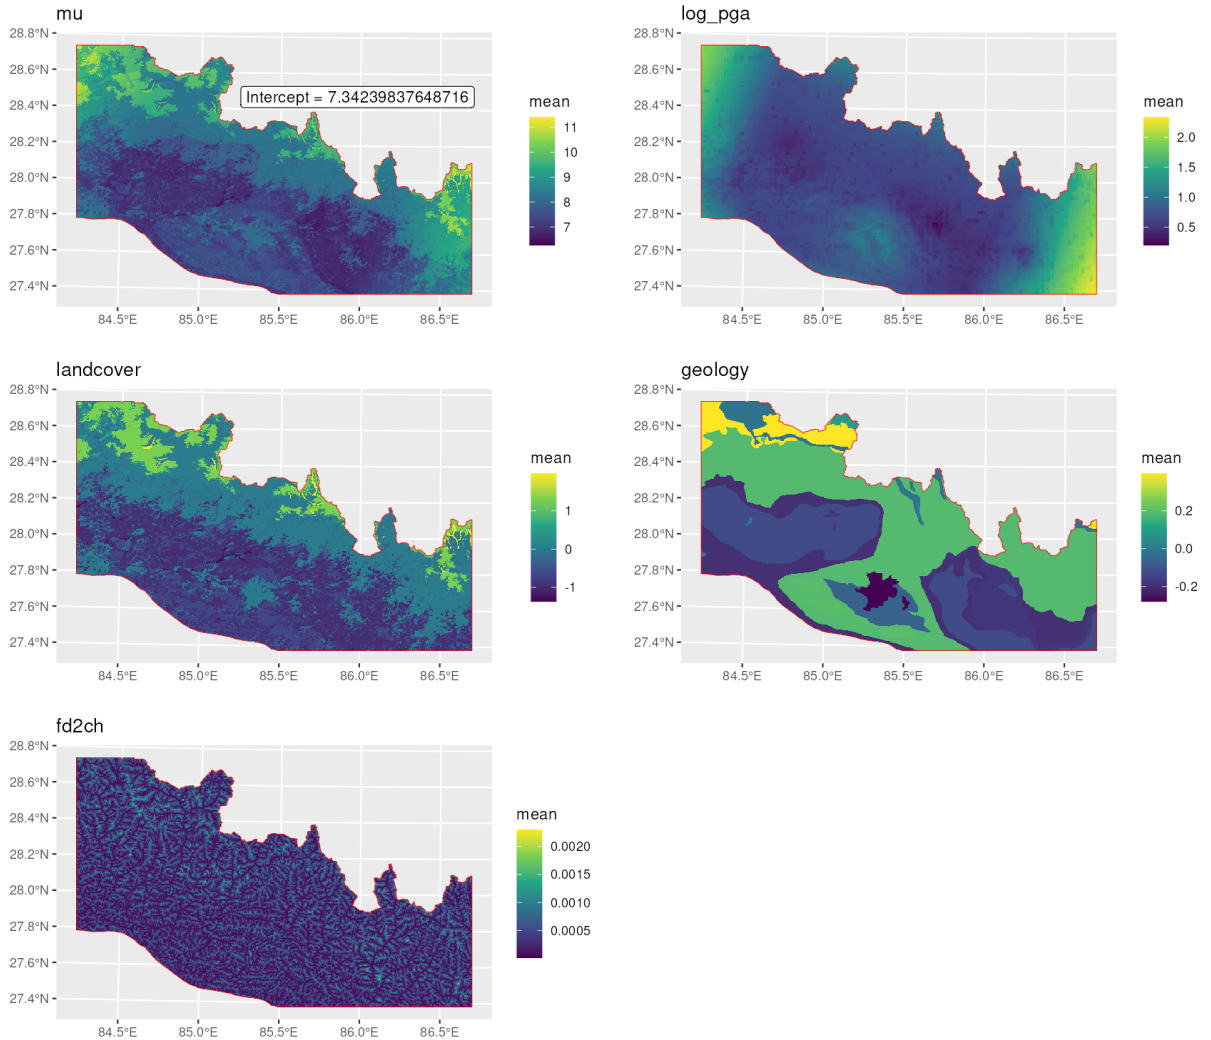 mu
28.8°N
28.6°N
28.4°N
28.2°N
28.0°N
27.8°N
27.6°N
27.4°N
Intercept = 7.34239837648716
84.5°E 85.0°E 85.5°E 86.0°E 86.5°E
mean
11
10
9
8
7
log_pga
28.8°N
28.6°N
28.4°N
28.2°N
28.0°N
27.8°N
27.6°N
27.4°N
84.5°E 85.0°E 85.5°E 86.0°E 86.5°E
mean
2.0
1.5
1.0
0.5
landcover
28.8°N
28.6°N
28.4°N
28.2°N
28.0°N
27.8°N
27.6°N
27.4°N
84.5°E 85.0°E 85.5°E 86.0°E 86.5°E
mean
1
0
-1
geology
28.8°N
28.6°N
28.4°N
28.2°N
28.0°N
27.8°N
27.6°N
27.4°N
84.5°E 85.0°E 85.5°E 86.0°E 86.5°E
mean
0.2
0.0
-0.2
fd2ch
28.8°N
28.6°N
28.4°N
28.2°N
28.0°N
27.8°N
27.6°N
27.4°N
84.5°E 85.0°E 85.5°E 86.0°E 86.5°E
mean
0.0020
0.0015
0.0010
0.0005